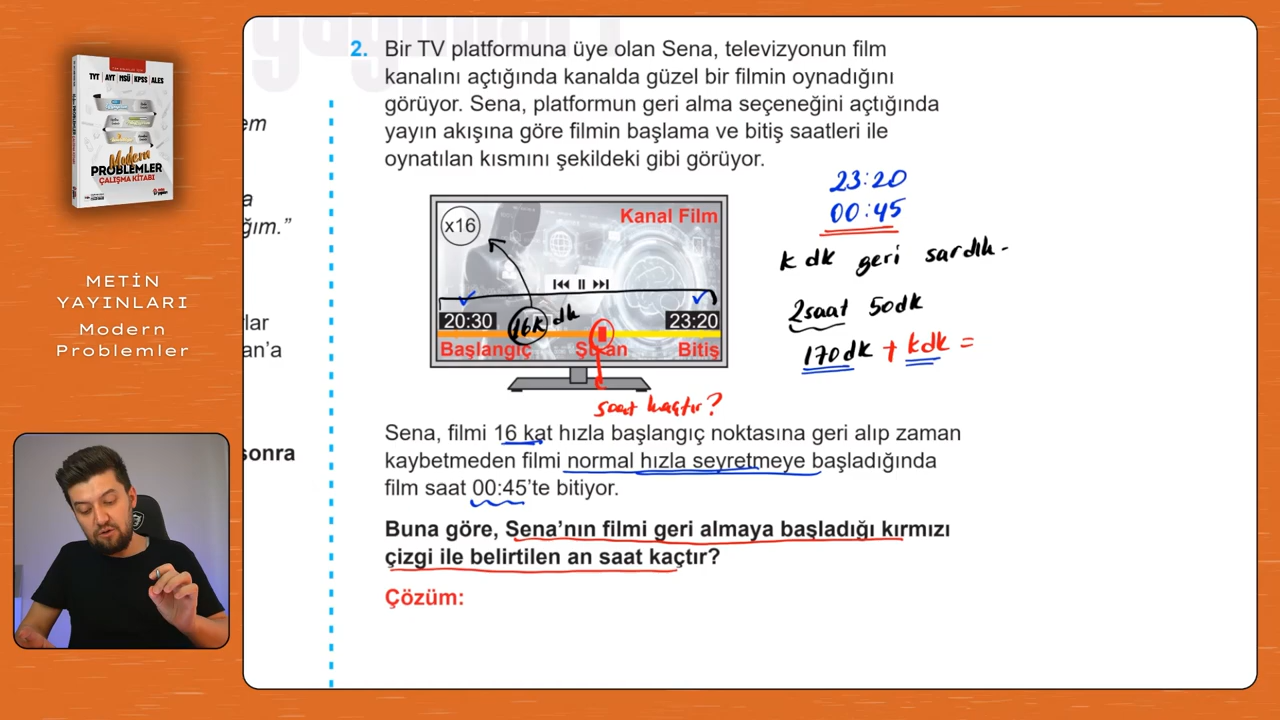 TYT AYT MSÜ KPSS ALES
Modern
PROBLEMLER
ÇALIŞMA KİTABI
METİN
YAYINLARI
Modern
Problemler
em
a
ğım.”
lar
an’a
sonra
2. Bir TV platformuna üye olan Sena, televizyonun film
kanalını açtığında kanalda güzel bir filmin oynadığını
görüyor. Sena, platformun geri alma seçeneğini açtığında
yayın akışına göre filmin başlama ve bitiş saatleri ile
oynatılan kısmını şekildeki gibi görüyor.
x16
Kanal Film
20:30
16k dk
23:20
Başlangıç
Şu an
Bitiş
saat kaçtır?
23:20
00:45
k dk geri sardık.
2saat 50dk
170dk + kdk =
Sena, filmi 16 kat hızla başlangıç noktasına geri alıp zaman
kaybetmeden filmi normal hızla seyretmeye başladığında
film saat 00:45’te bitiyor.
Buna göre, Sena’nın filmi geri almaya başladığı kırmızı
çizgi ile belirtilen an saat kaçtır?
Çözüm: